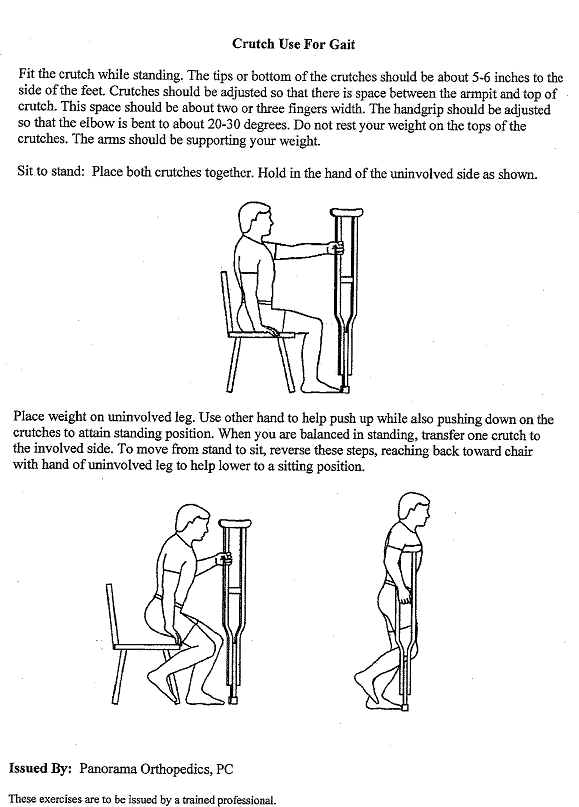 Crutch Use For Gait
Fit the crutch while standing. The tips or bottom of the crutches should be about 5-6 inches to the
side of the feet. Crutches should be adjusted so that there is space between the armpit and top of
crutch. This space should be about two or three fingers width. The handgrip should be adjusted
so that the elbow is bent to about 20-30 degrees. Do not rest your weight on the tops of the
crutches. The arms should be supporting your weight.
Sit to stand: Place both crutches together. Hold in the hand of the uninvolved side as shown.
Place weight on uninvolved leg. Use other hand to help push up while also pushing down on the
crutches to attain standing position. When you are balanced in standing, transfer one crutch to
the involved side. To move from stand to sit, reverse these steps, reaching back toward chair
with hand of uninvolved leg to help lower to a sitting position.
Issued By: Panorama Orthopedics, PC
These exercises are to be issued by a trained professional.